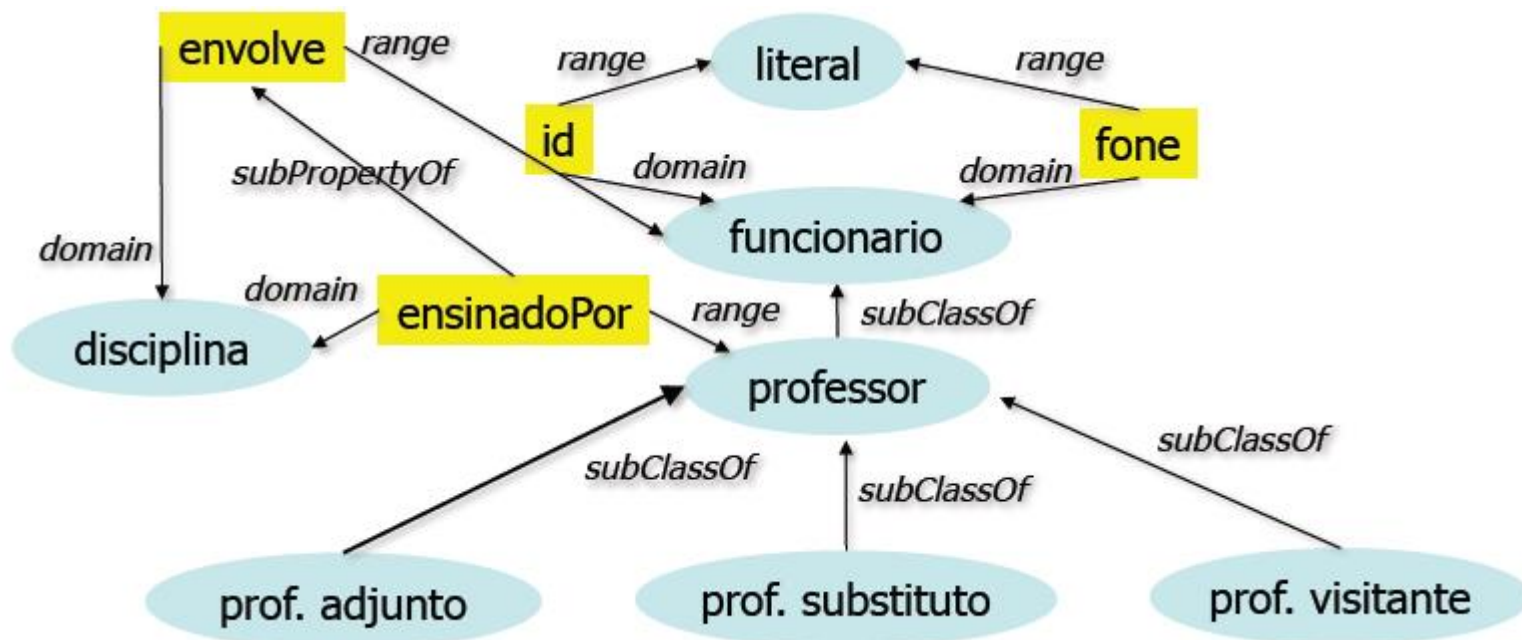 envolve
range
literal
range
range
id
fone
domain
domain
subPropertyOf
funcionario
domain
domain
ensinadoPor
range
subClassOf
disciplina
professor
subClassOf
subClassOf
subClassOf
prof. adjunto
prof. substituto
prof. visitante